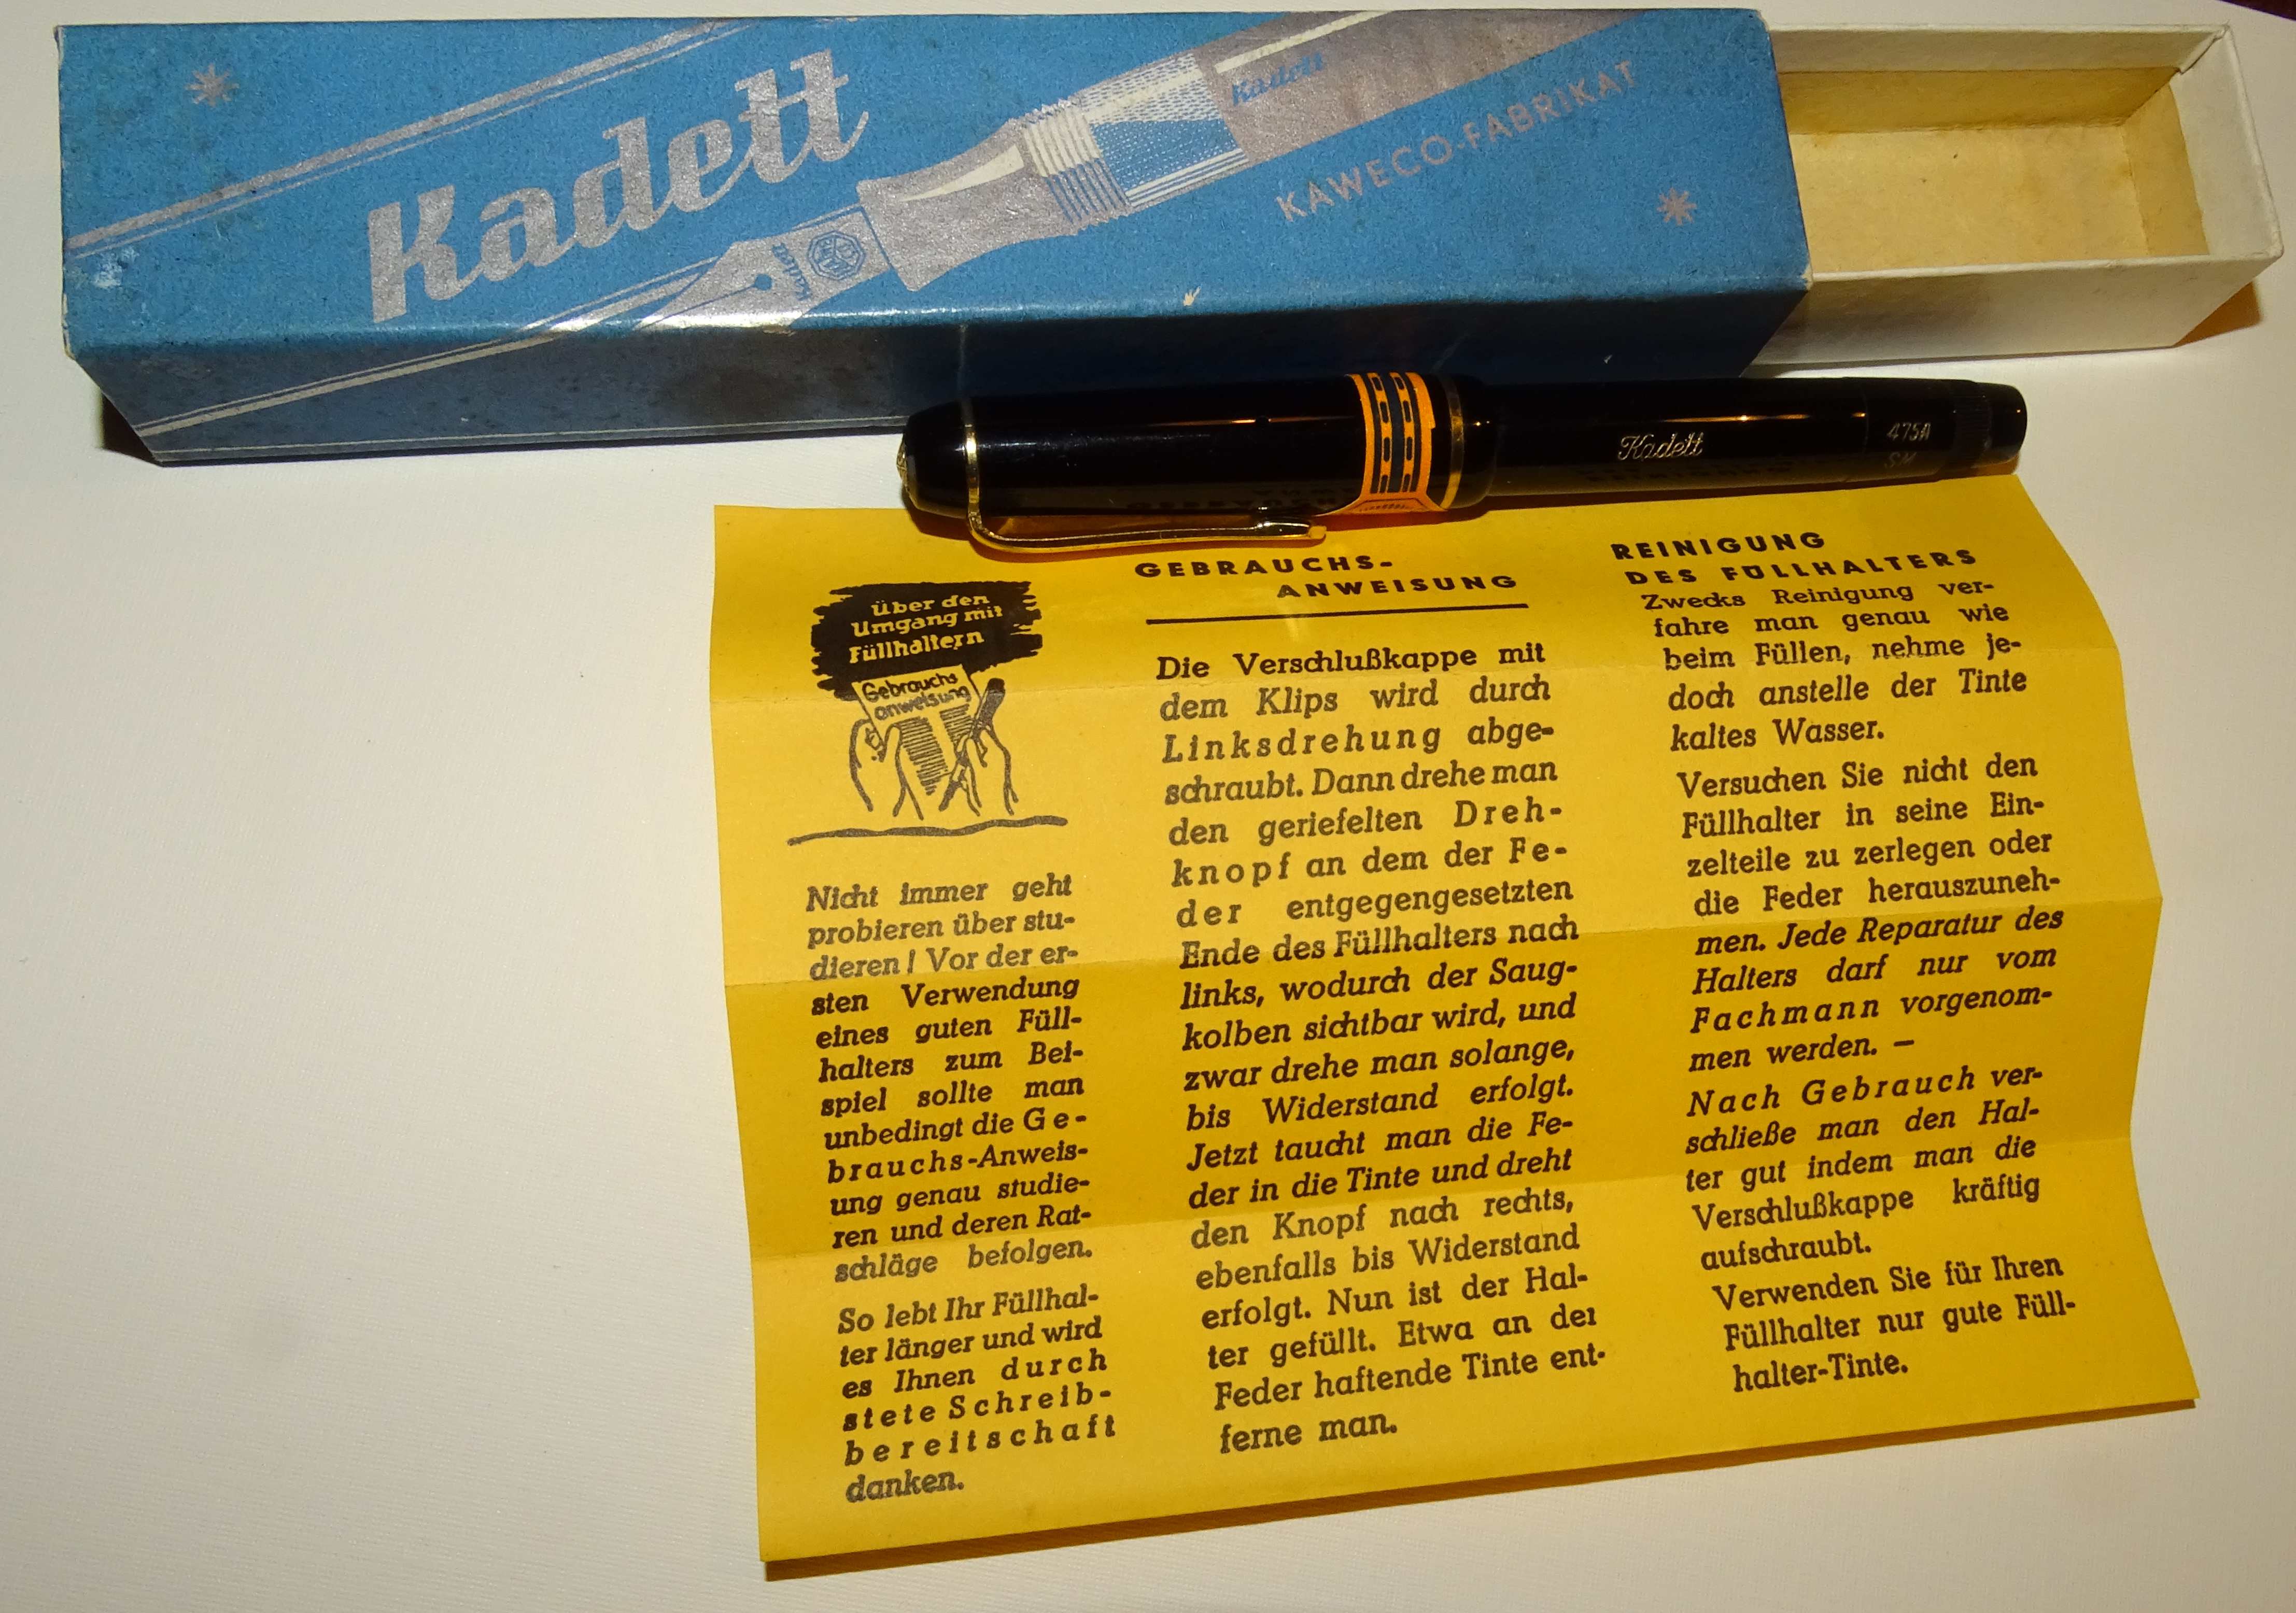 Kadett
Kadett
KAWECO-FABRIKAT
Kadett
475A
Über den
Umgang mit
Füllhaltern
Gebrauchs
anweisung
Nicht immer geht
probieren über stu-
dieren! Vor der er-
sten Verwendung
eines guten Füll-
halters zum Bei-
spiel sollte man
unbedingt die Ge-
brauchs-Anweis-
ung genau studie-
ren und deren Rat-
schläge befolgen.
So lebt Ihr Füllhal-
ter länger und wird
es Ihnen durch
stete Schreib-
bereitschaft
danken.
GEBRAUCHS-
ANWEISUNG
Die Verschlußkappe mit
dem Klips wird durch
Linksdrehung abge-
schraubt. Dann drehe man
den geriefelten Dreh-
knopf an dem der Fe-
der entgegengesetzten
Ende des Füllhalters nach
links, wodurch der Saug-
kolben sichtbar wird, und
zwar drehe man solange,
bis Widerstand erfolgt.
Jetzt taucht man die Fe-
der in die Tinte und dreht
den Knopf nach rechts,
ebenfalls bis Widerstand
erfolgt. Nun ist der Hal-
ter gefüllt. Etwa an der
Feder haftende Tinte ent-
ferne man.
REINIGUNG
DES FÜLLHALTERS
Zwecks Reinigung ver-
fahre man genau wie
beim Füllen, nehme je-
doch anstelle der Tinte
kaltes Wasser.
Versuchen Sie nicht den
Füllhalter in seine Ein-
zelteile zu zerlegen oder
die Feder herauszuneh-
men. Jede Reparatur des
Halters darf nur vom
Fachmann vorgenom-
men werden. –
Nach Gebrauch ver-
schließe man den Hal-
ter gut indem man die
Verschlußkappe kräftig
aufschraubt.
Verwenden Sie für Ihren
Füllhalter nur gute Füll-
halter-Tinte.